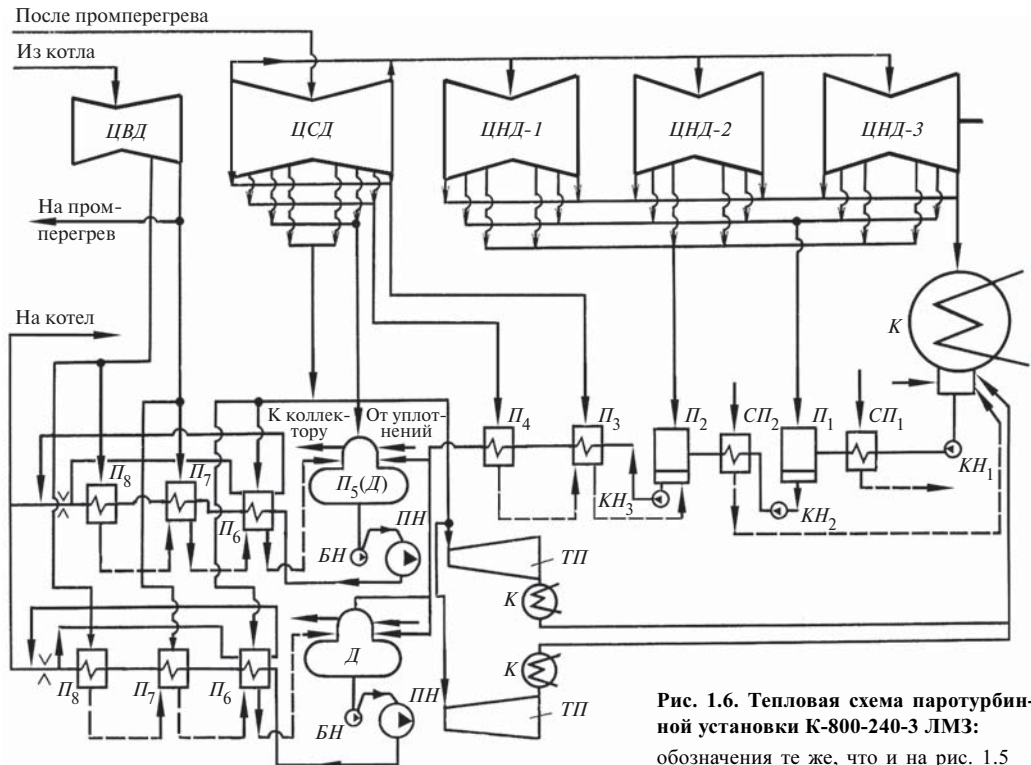 После промперегрева
Из котла
ЦВД
ЦСД
ЦНД-1
ЦНД-2
ЦНД-3
На пром-
перегрев
На котел
К
К коллек-
тору
От уплот-
нений
П4
П3
П2
СП2
П1
СП1
П8
П7
П6
П5(Д)
КН3
КН2
КН1
БН
ПН
ТП
К
Д
К
П8
П7
П6
БН
ПН
ТП
Рис. 1.6. Тепловая схема паротурбин-
ной установки К-800-240-3 ЛМЗ:
обозначения те же, что и на рис. 1.5